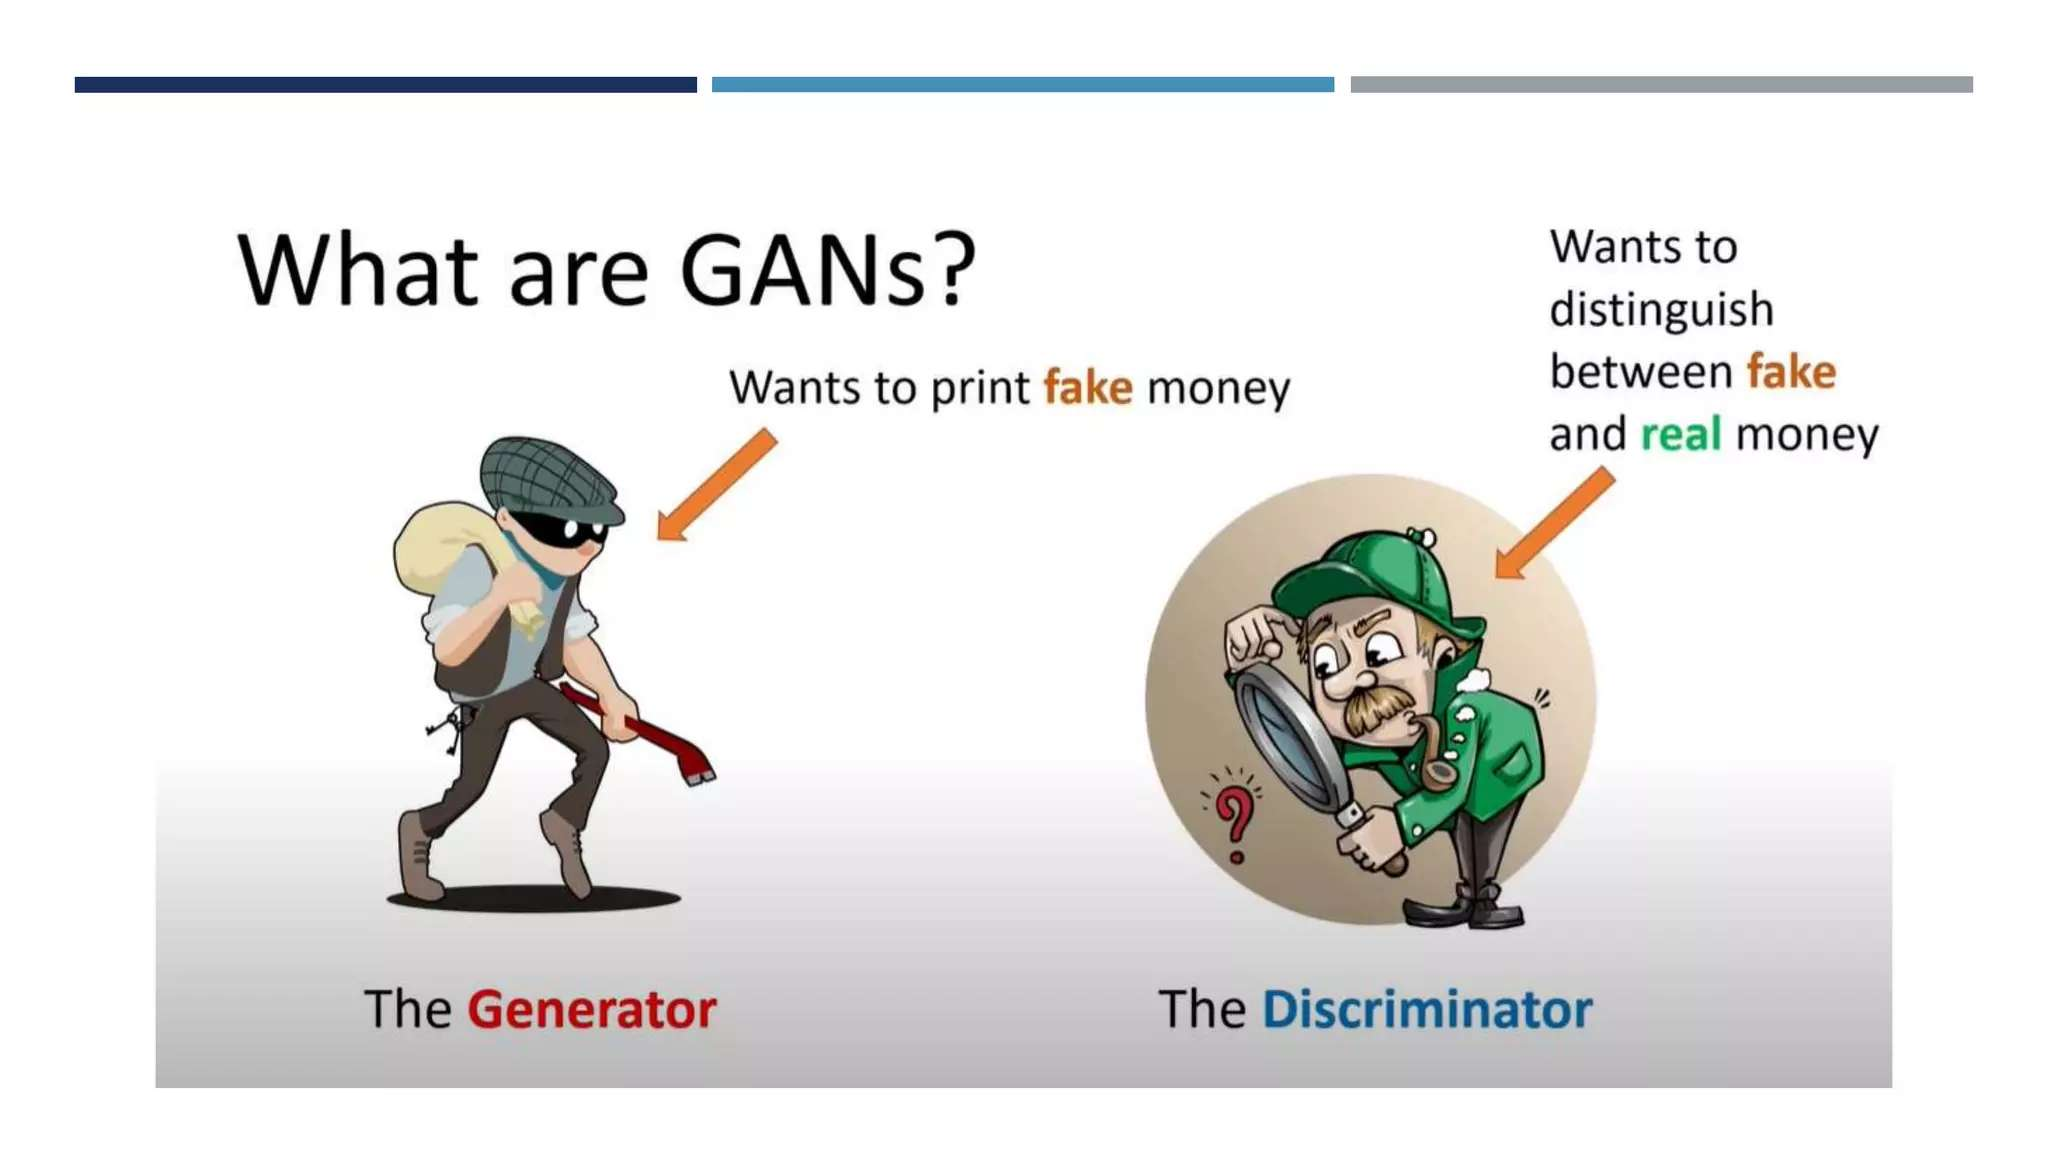 What are GANs?
Wants to print fake money
Wants to
distinguish
between fake
and real money
?
The Generator
The Discriminator